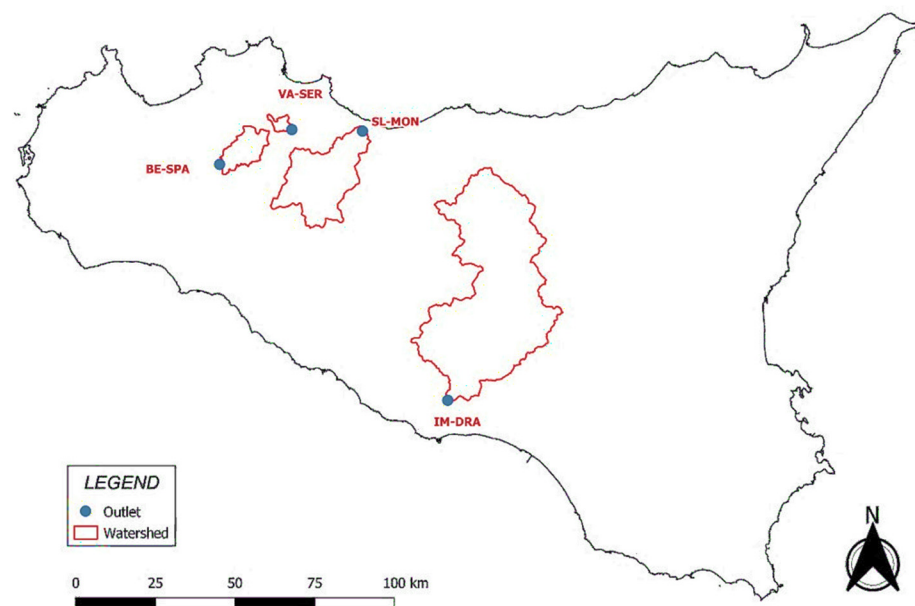 VA-SER
SL-MON
BE-SPA
IM-DRA
LEGEND
Outlet
Watershed
N
0 25 50 75 100 km